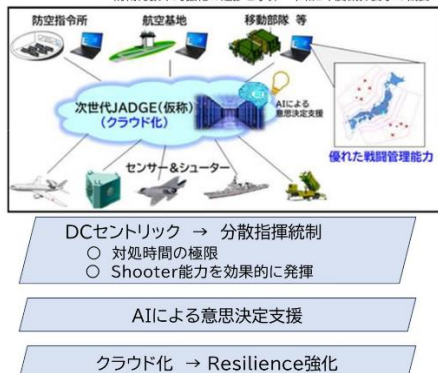 防空指令所
航空基地
移動部隊 等
次世代JADGE(仮称)
(クラウド化)
AIによる
意思決定支援
優れた戦闘管理能力
センサー&シューター
DCセントリック → 分散指揮統制
○ 対処時間の極限
○ Shooter能力を効果的に発揮
AIによる意思決定支援
クラウド化 → Resilience強化